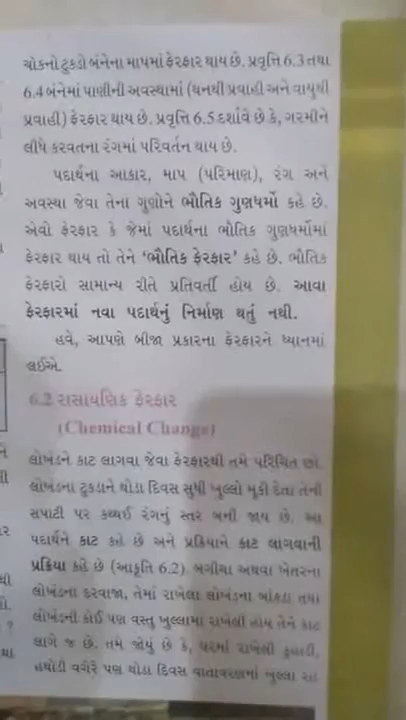 ચોકનો ટુકડો બંનેના માપમાં ફેરફાર થાય છે. પ્રવૃત્તિ 6.3 તથા
6.4 બંનેમાં પાણીની અવસ્થામાં (ઘનથી પ્રવાહી અને વાયુથી
પ્રવાહી) ફેરફાર થાય છે. પ્રવૃત્તિ 6.5 દર્શાવે છે કે, ગરમીને
લીધે કરવતના રંગમાં પરિવર્તન થાય છે.
પદાર્થના આકાર, માપ (પરિમાણ), રંગ અને
અવસ્થા જેવા તેના ગુણોને ભૌતિક ગુણધર્મો કહે છે.
એવો ફેરફાર કે જેમાં પદાર્થના ભૌતિક ગુણધર્મોમાં
ફેરફાર થાય તો તેને ‘ભૌતિક ફેરફાર’ કહે છે. ભૌતિક
ફેરફારો સામાન્ય રીતે પ્રતિવર્તી હોય છે. આવા
ફેરફારમાં નવા પદાર્થનું નિર્માણ થતું નથી.
હવે, આપણે બીજા પ્રકારના ફેરફારને ધ્યાનમાં
લઈએ.
6.2 રાસાયણિક ફેરફાર
(Chemical Change)
લોખંડને કાટ લાગવા જેવા ફેરફારથી તમે પરિચિત છો.
લોખંડના ટુકડાને થોડા દિવસ સુધી ખુલ્લો મૂકી દેતા તેની
સપાટી પર કથ્થઈ રંગનું સ્તર બની જાય છે. આ
પદાર્થને કાટ કહે છે અને પ્રક્રિયાને કાટ લાગવાની
પ્રક્રિયા કહે છે (આકૃતિ 6.2). બગીચા અથવા ખેતરના
લોખંડના દરવાજા, તેમાં રાખેલા લોખંડના બાંકડા તથા
લોખંડની કોઈ પણ વસ્તુ ખુલ્લામાં રાખેલી હોય તેને કાટ
લાગે જ છે. તમે જોયું છે કે, ઘરમાં રાખેલી કુહાડી,
હથોડી વગેરે પણ થોડા દિવસ વાતાવરણમાં ખુલ્લા